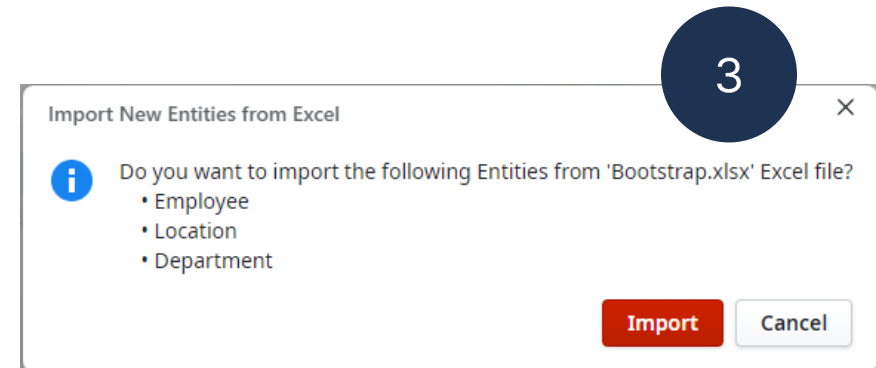 3
Import New Entities from Excel
Do you want to import the following Entities from 'Bootstrap.xlsx' Excel file?
• Employee
• Location
• Department
Import Cancel